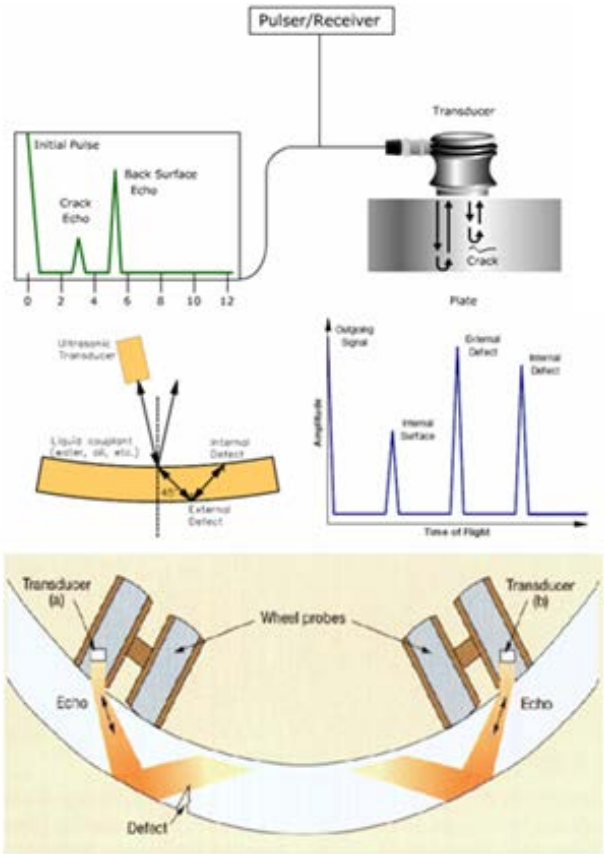 Pulser/Receiver
Transducer
Initial Pulse
Back Surface
Echo
Crack
Echo
Crack
0 2 4 6 8 10 12
Plate
Ultrasonic
Transducer
Liquid couplant
(water, oil, etc.)
Internal
Defect
45°
External
Defect
Outgoing
Signal
External
Defect
Internal
Defect
Internal
Surface
Amplitude
Time of Flight
Transducer
(a)
Wheel probes
Transducer
(b)
Echo
Echo
Defect